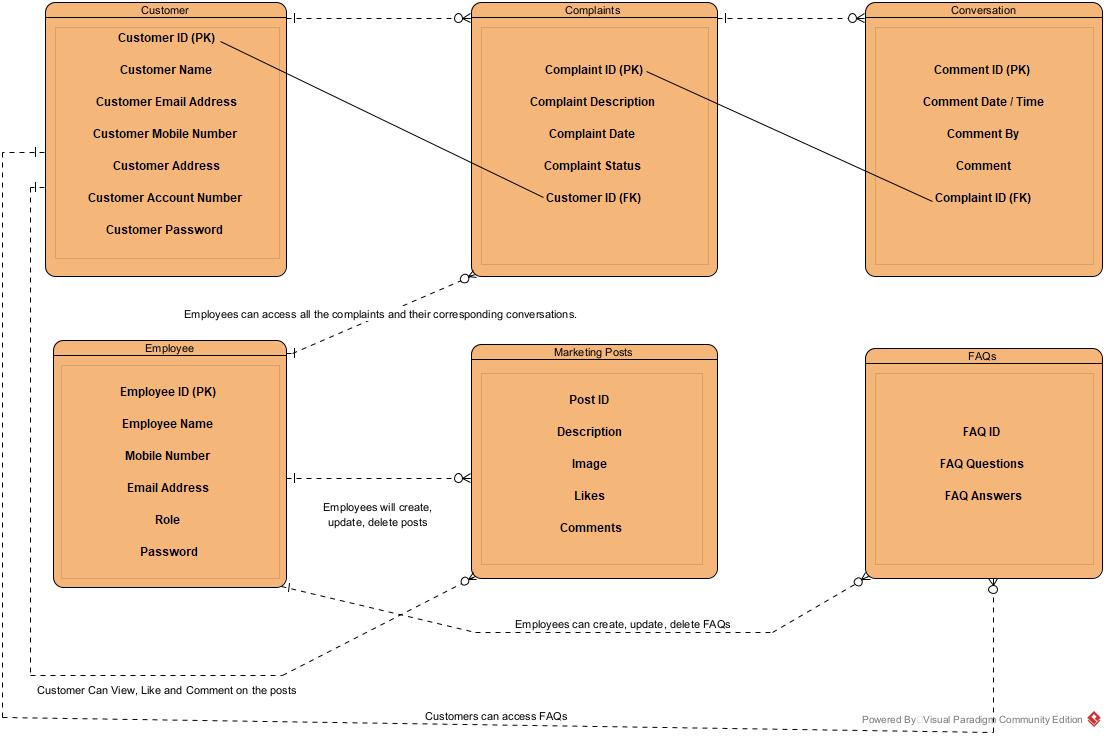 Customer
Customer ID (PK)
Customer Name
Customer Email Address
Customer Mobile Number
Customer Address
Customer Account Number
Customer Password
Complaints
Complaint ID (PK)
Complaint Description
Complaint Date
Complaint Status
Customer ID (FK)
Conversation
Comment ID (PK)
Comment Date / Time
Comment By
Comment
Complaint ID (FK)
Employees can access all the complaints and their corresponding conversations.
Employee
Employee ID (PK)
Employee Name
Mobile Number
Email Address
Role
Password
Employees will create,
update, delete posts
Marketing Posts
Post ID
Description
Image
Likes
Comments
FAQs
FAQ ID
FAQ Questions
FAQ Answers
Employees can create, update, delete FAQs
Customer Can View, Like and Comment on the posts
Customers can access FAQs
Powered By Visual Paradigm Community Edition